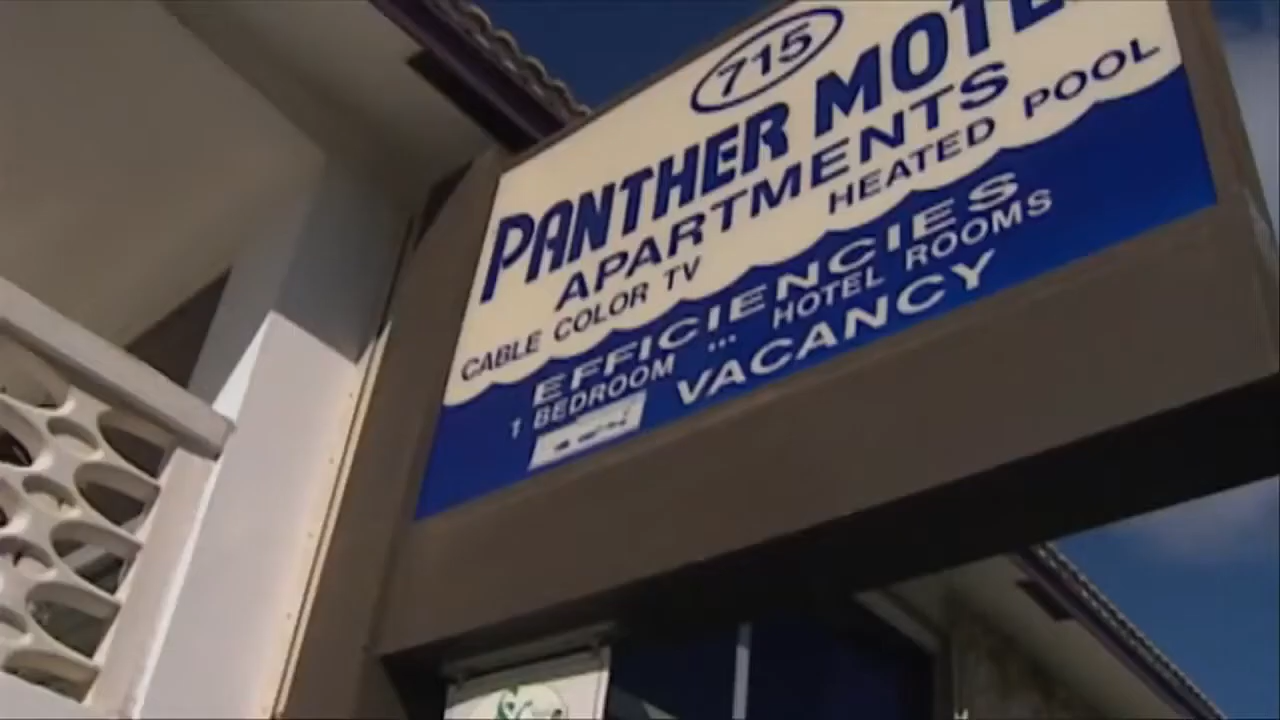 715
PANTHER MOTEL
APARTMENTS
CABLE COLOR TV HEATED POOL
EFFICIENCIES
1 BEDROOM ... HOTEL ROOMS
VACANCY